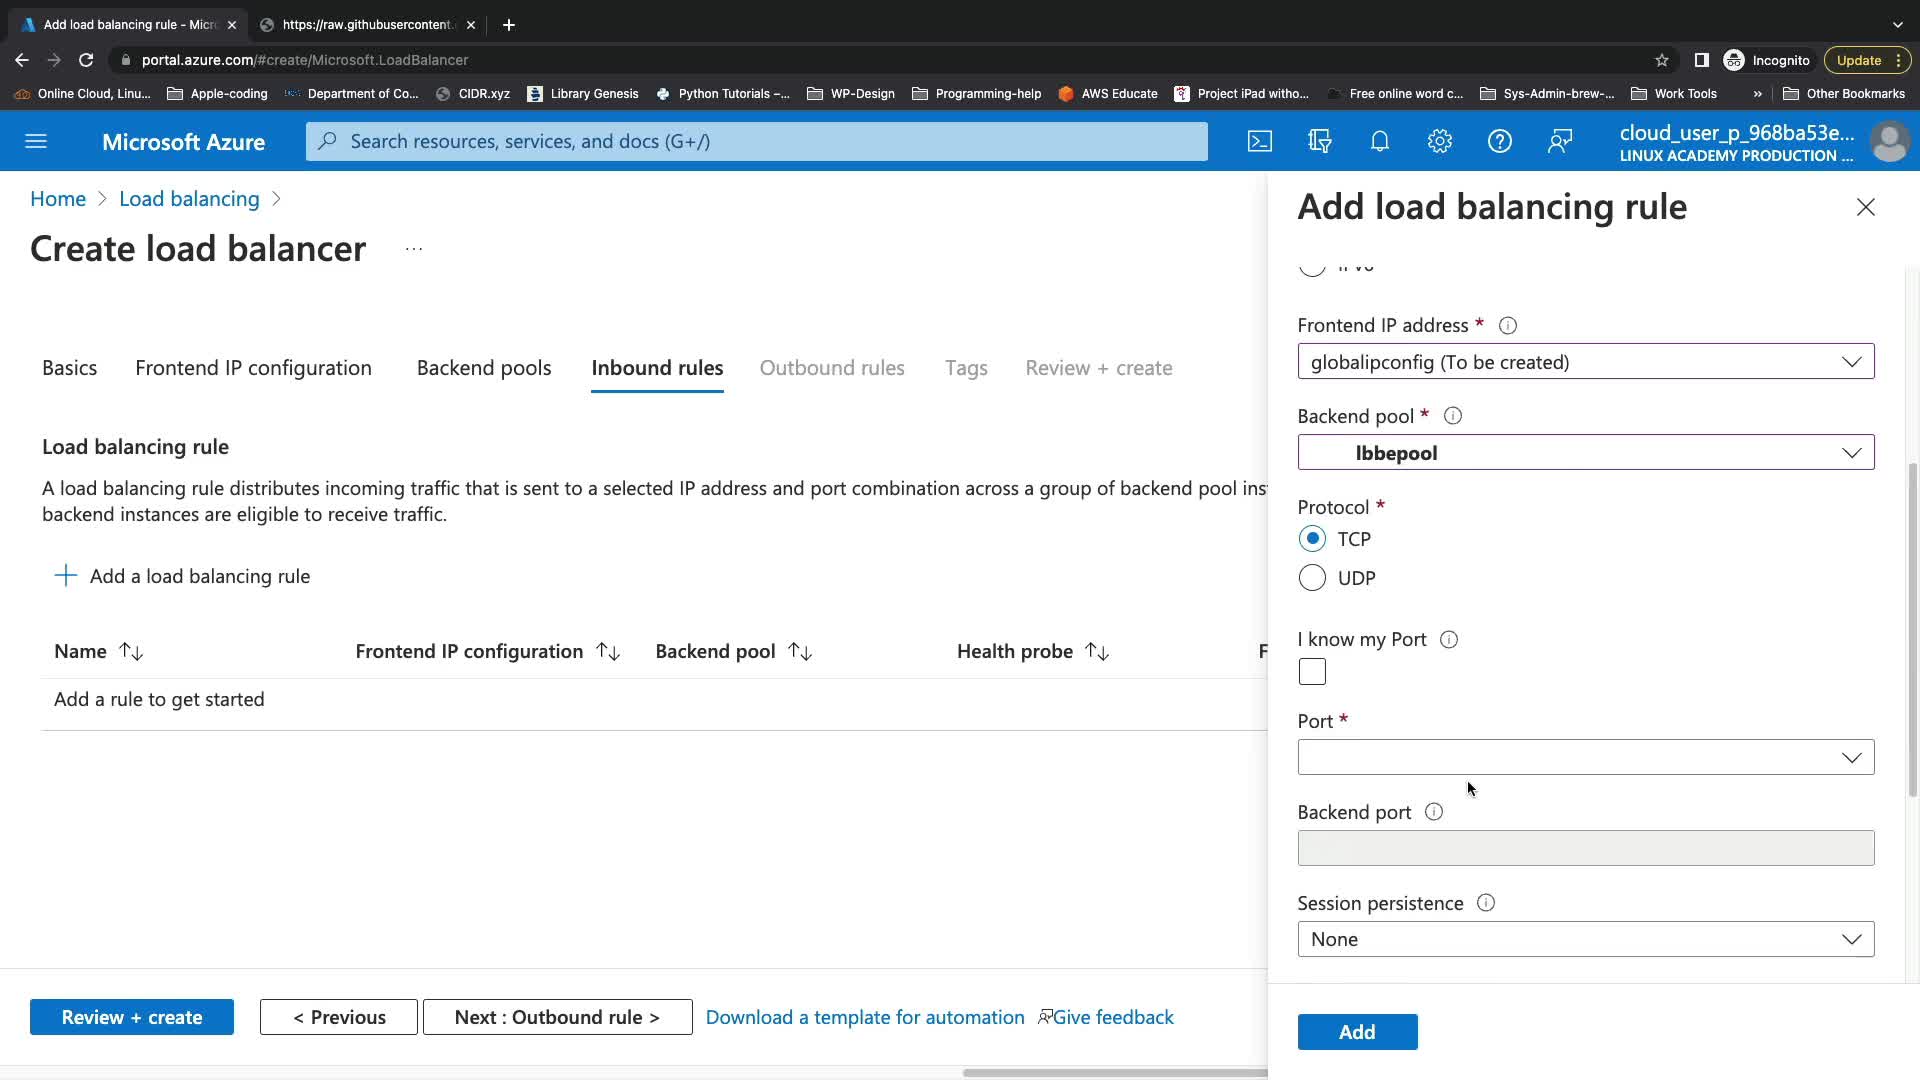 Add load balancing rule - Micr
https://raw.githubusercontent.
portal.azure.com/#create/Microsoft.LoadBalancer
Incognito
Update
Online Cloud, Linu...
Apple-coding
Department of Co...
CIDR.xyz
Library Genesis
Python Tutorials –...
WP-Design
Programming-help
AWS Educate
Project iPad witho...
Free online word c...
Sys-Admin-brew-...
Work Tools
»
Other Bookmarks
Microsoft Azure
Search resources, services, and docs (G+/)
cloud_user_p_968ba53e...
LINUX ACADEMY PRODUCTION ...
Home > Load balancing >
Create load balancer ...
Basics
Frontend IP configuration
Backend pools
Inbound rules
Outbound rules
Tags
Review + create
Load balancing rule
A load balancing rule distributes incoming traffic that is sent to a selected IP address and port combination across a group of backend pool ins
backend instances are eligible to receive traffic.
Add a load balancing rule
Name
Frontend IP configuration
Backend pool
Health probe
F
Add a rule to get started
Review + create
< Previous
Next : Outbound rule >
Download a template for automation
Give feedback
Add load balancing rule
Frontend IP address *
globalipconfig (To be created)
Backend pool *
lbbepool
Protocol *
TCP
UDP
I know my Port
Port *
Backend port
Session persistence
None
Add